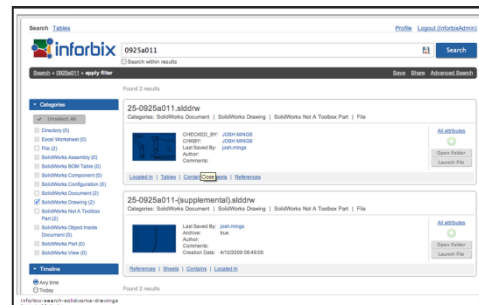 Search Tables Profile Logout (InforbixAdmin)
inforbix 0925a011 Search
Search within results
Search » 0925a011 » apply filter Save Share Advanced Search
Found 2 results
Categories
Unselect All
Directory (0)
Excel Worksheet (0)
File (2)
SolidWorks Assembly (0)
SolidWorks BOM Table (0)
SolidWorks Component (0)
SolidWorks Configuration (0)
SolidWorks Document (2)
SolidWorks Drawing (2)
SolidWorks Not A Toolbox
Part (2)
SolidWorks Object Inside
Document (0)
SolidWorks Part (0)
SolidWorks View (0)
Timeline
Any time
Today
25-0925a011.slddrw
Categories: SolidWorks Document | SolidWorks Drawing | SolidWorks Not A Toolbox Part | File
CHECKED_BY: JOSH MINGS
CHKBY: JOSH MINGS
Last Saved By: josh.mings
Author:
Comments:
All attributes
Open Folder
Launch File
Located In | Tables | Contains Close eets | References
25-0925a011-(supplemental).slddrw
Categories: SolidWorks Document | SolidWorks Drawing | SolidWorks Not A Toolbox Part | File
Last Saved By: josh.mings
Archive: true
Author:
Comments:
Creation Date: 4/10/2009 08:48:00
All attributes
Open Folder
Launch File
References | Sheets | Contains | Located In
Found 2 results
inforbix-search-solidworks-drawings